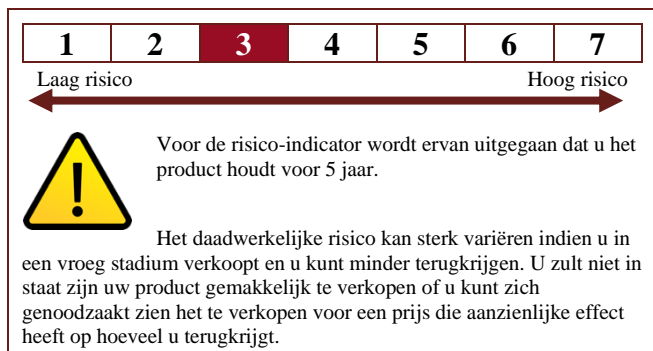 1 2 3 4 5 6 7
Laag risico Hoog risico
Voor de risico-indicator wordt ervan uitgegaan dat u het
product houdt voor 5 jaar.
Het daadwerkelijke risico kan sterk variëren indien u in
een vroeg stadium verkoopt en u kunt minder terugkrijgen. U zult niet in
staat zijn uw product gemakkelijk te verkopen of u kunt zich
genoodzaakt zien het te verkopen voor een prijs die aanzienlijke effect
heeft op hoeveel u terugkrijgt.